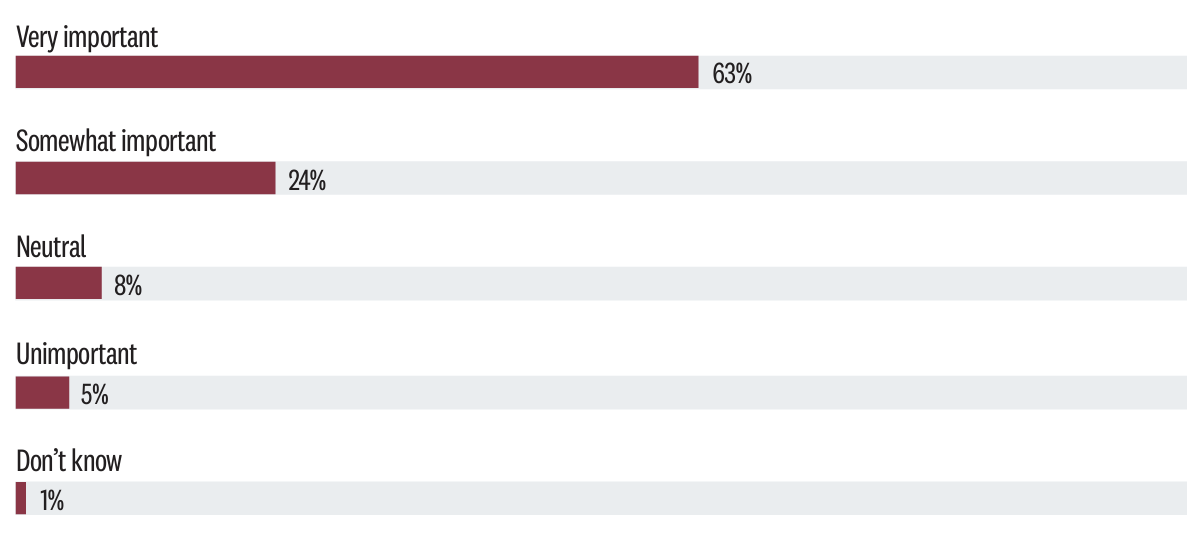 Very important
63%
Somewhat important
24%
Neutral
8%
Unimportant
5%
Don’t know
1%